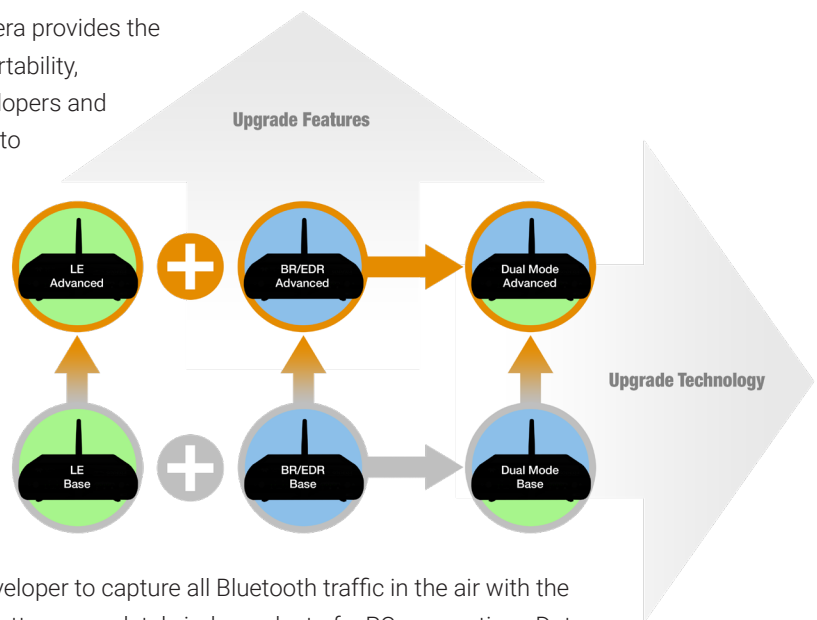 era provides the
rtability,
lopers and
to
Upgrade Features
LE
Advanced
BR/EDR
Advanced
Dual Mode
Advanced
Upgrade Technology
LE
Base
BR/EDR
Base
Dual Mode
Base
veloper to capture all Bluetooth traffic in the air with the